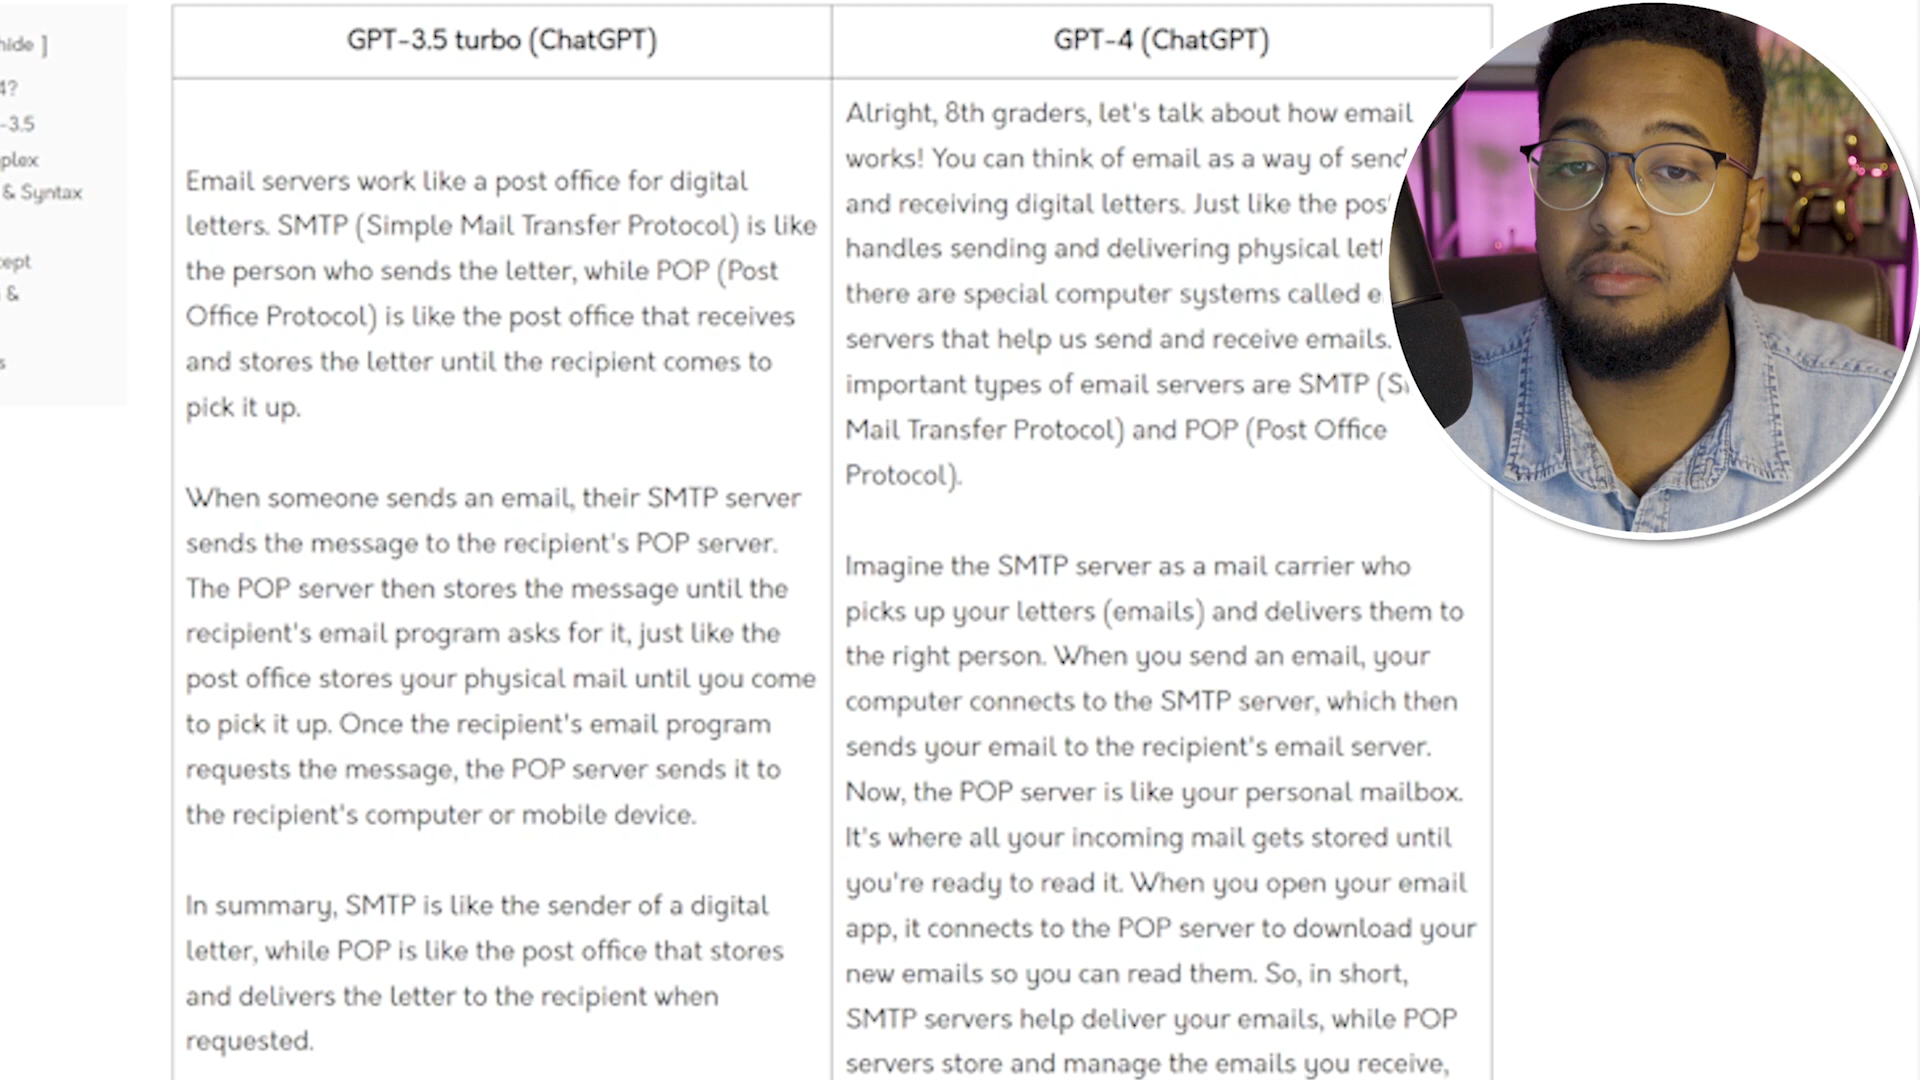 hide ]
4?
-3.5
plex
& Syntax
cept
&
s
GPT-3.5 turbo (ChatGPT)
Email servers work like a post office for digital
letters. SMTP (Simple Mail Transfer Protocol) is like
the person who sends the letter, while POP (Post
Office Protocol) is like the post office that receives
and stores the letter until the recipient comes to
pick it up.
When someone sends an email, their SMTP server
sends the message to the recipient's POP server.
The POP server then stores the message until the
recipient's email program asks for it, just like the
post office stores your physical mail until you come
to pick it up. Once the recipient's email program
requests the message, the POP server sends it to
the recipient's computer or mobile device.
In summary, SMTP is like the sender of a digital
letter, while POP is like the post office that stores
and delivers the letter to the recipient when
requested.
GPT-4 (ChatGPT)
Alright, 8th graders, let's talk about how email
works! You can think of email as a way of send
and receiving digital letters. Just like the pos
handles sending and delivering physical let
there are special computer systems called e
servers that help us send and receive emails.
important types of email servers are SMTP (Si
Mail Transfer Protocol) and POP (Post Office
Protocol).
Imagine the SMTP server as a mail carrier who
picks up your letters (emails) and delivers them to
the right person. When you send an email, your
computer connects to the SMTP server, which then
sends your email to the recipient's email server.
Now, the POP server is like your personal mailbox.
It's where all your incoming mail gets stored until
you're ready to read it. When you open your email
app, it connects to the POP server to download your
new emails so you can read them. So, in short,
SMTP servers help deliver your emails, while POP
servers store and manage the emails you receive,